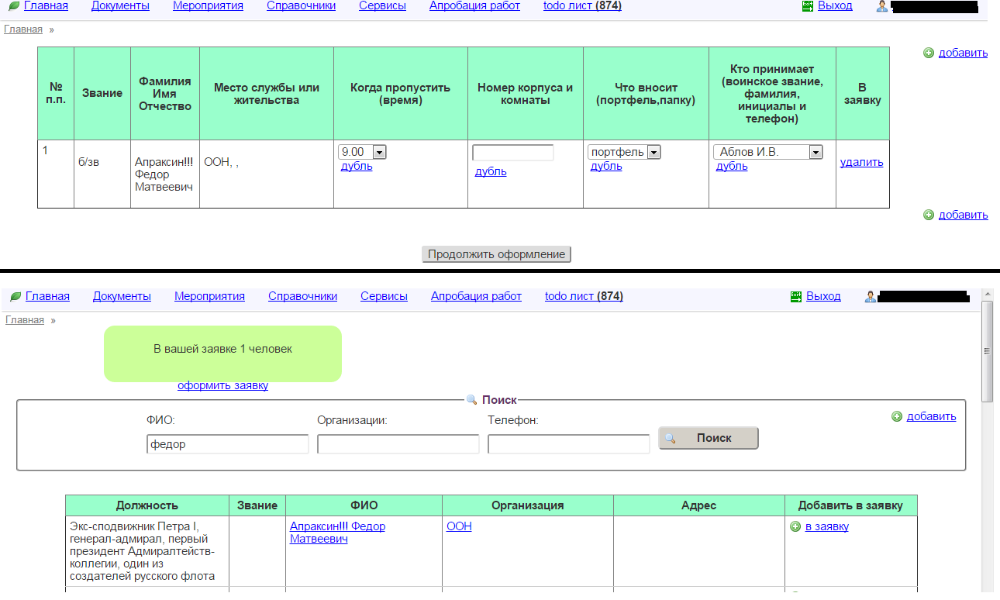 Главная Документы Мероприятия Справочники Сервисы Апробация работ todo лист (874) Exit Выход
Главная »
добавить
№ п.п. Звание Фамилия Имя Отчество Место службы или жительства Когда пропустить (время) Номер корпуса и комнаты Что вносит (портфель,папку) Кто принимает (воинское звание, фамилия, инициалы и телефон) В заявку
1 б/зв Апраксин!!! Федор Матвеевич ООН, , 9.00 дубль дубль портфель дубль Аблов И.В. дубль удалить
добавить
Продолжить оформление
Главная Документы Мероприятия Справочники Сервисы Апробация работ todo лист (874) Exit Выход
Главная »
В вашей заявке 1 человек
оформить заявку
Поиск
добавить
ФИО: Организации: Телефон:
федор Поиск
Должность Звание ФИО Организация Адрес Добавить в заявку
Экс-сподвижник Петра I, Апраксин!!! Федор ООН в заявку
генерал-адмирал, первый Матвеевич
президент Адмиралтейств-
коллегии, один из
создателей русского флота